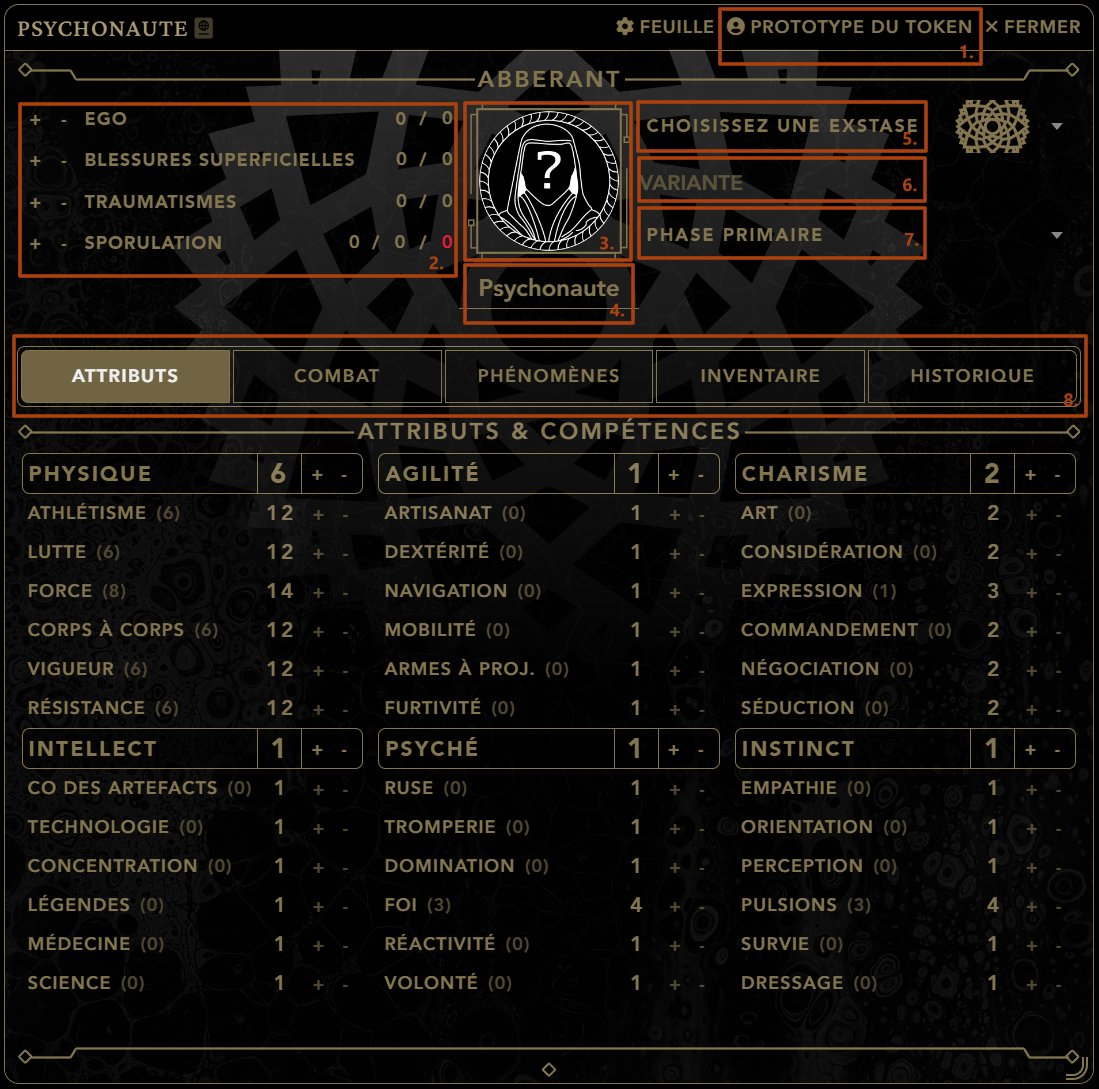 PSYCHONAUTE FEUILLE PROTOTYPE DU TOKEN FERMER
1.
ABBERANT
+ - EGO 0 / 0
+ - BLESSURES SUPERFICIELLES 0 / 0
+ - TRAUMATISMES 0 / 0
+ - SPORULATION 0 / 0 / 0
2.
?
3.
Psychonaute
4.
CHOISISSEZ UNE EXSTASE
5.
VARIANTE 6.
PHASE PRIMAIRE 7.
ATTRIBUTS COMBAT PHÉNOMÈNES INVENTAIRE HISTORIQUE
8.
ATTRIBUTS & COMPÉTENCES
PHYSIQUE 6 + - AGILITÉ 1 + - CHARISME 2 + -
ATHLÉTISME (6) 12 + - ARTISANAT (0) 1 + - ART (0) 2 + -
LUTTE (6) 12 + - DEXTÉRITÉ (0) 1 + - CONSIDÉRATION (0) 2 + -
FORCE (8) 14 + - NAVIGATION (0) 1 + - EXPRESSION (1) 3 + -
CORPS À CORPS (6) 12 + - MOBILITÉ (0) 1 + - COMMANDEMENT (0) 2 + -
VIGUEUR (6) 12 + - ARMES À PROJ. (0) 1 + - NÉGOCIATION (0) 2 + -
RÉSISTANCE (6) 12 + - FURTIVITÉ (0) 1 + - SÉDUCTION (0) 2 + -
INTELLECT 1 + - PSYCHÉ 1 + - INSTINCT 1 + -
CO DES ARTEFACTS (0) 1 + - RUSE (0) 1 + - EMPATHIE (0) 1 + -
TECHNOLOGIE (0) 1 + - TROMPERIE (0) 1 + - ORIENTATION (0) 1 + -
CONCENTRATION (0) 1 + - DOMINATION (0) 1 + - PERCEPTION (0) 1 + -
LÉGENDES (0) 1 + - FOI (3) 4 + - PULSIONS (3) 4 + -
MÉDECINE (0) 1 + - RÉACTIVITÉ (0) 1 + - SURVIE (0) 1 + -
SCIENCE (0) 1 + - VOLONTÉ (0) 1 + - DRESSAGE (0) 1 + -